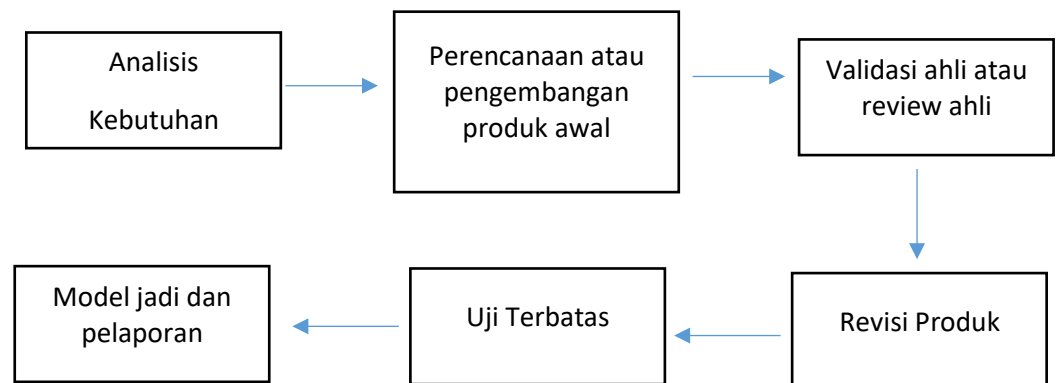 Analisis
Kebutuhan
Perencanaan atau
pengembangan
produk awal
Validasi ahli atau
review ahli
Revisi Produk
Uji Terbatas
Model jadi dan
pelaporan